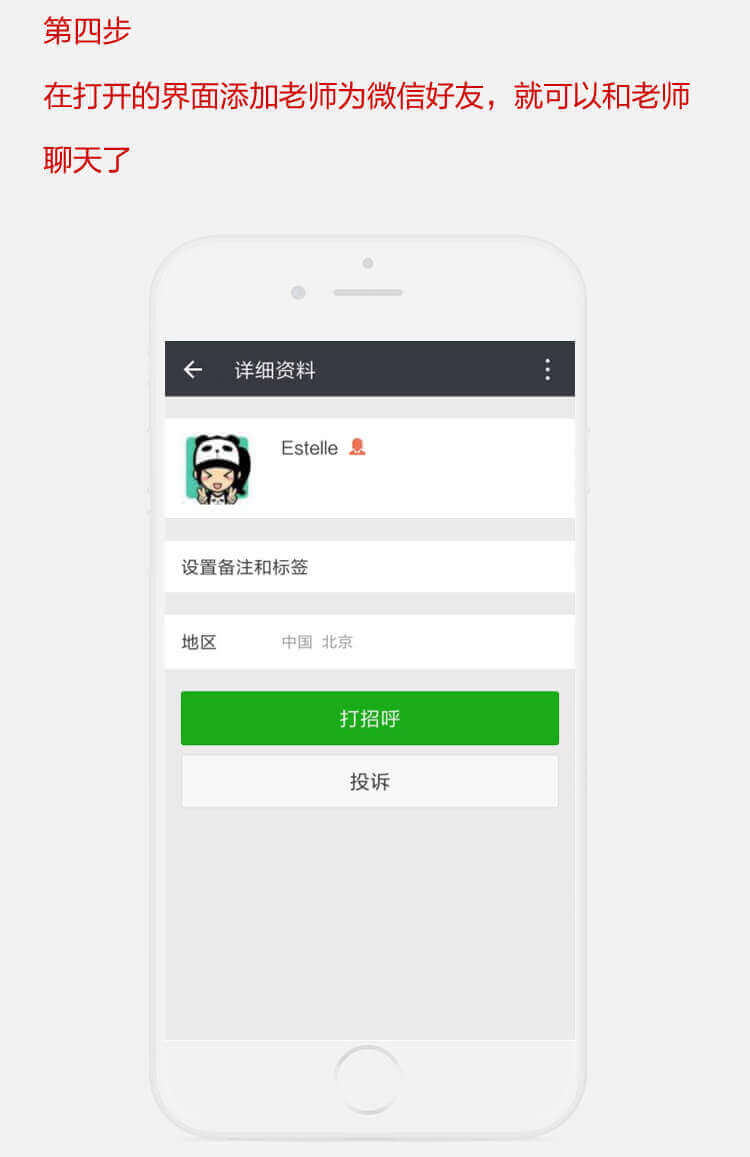 第四步
在打开的界面添加老师为微信好友，就可以和老师
聊天了
详细资料
Estelle
设置备注和标签
地区 中国 北京
打招呼
投诉